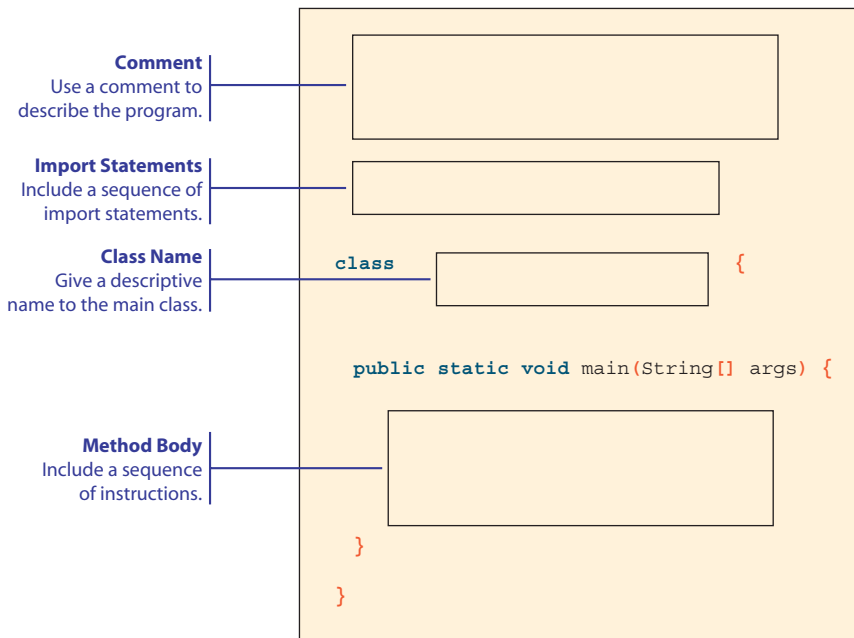 Comment
Use a comment to
describe the program.
Import Statements
Include a sequence of
import statements.
Class Name
Give a descriptive
name to the main class.
class {
public static void main(String[] args) {
Method Body
Include a sequence
of instructions.
}
}